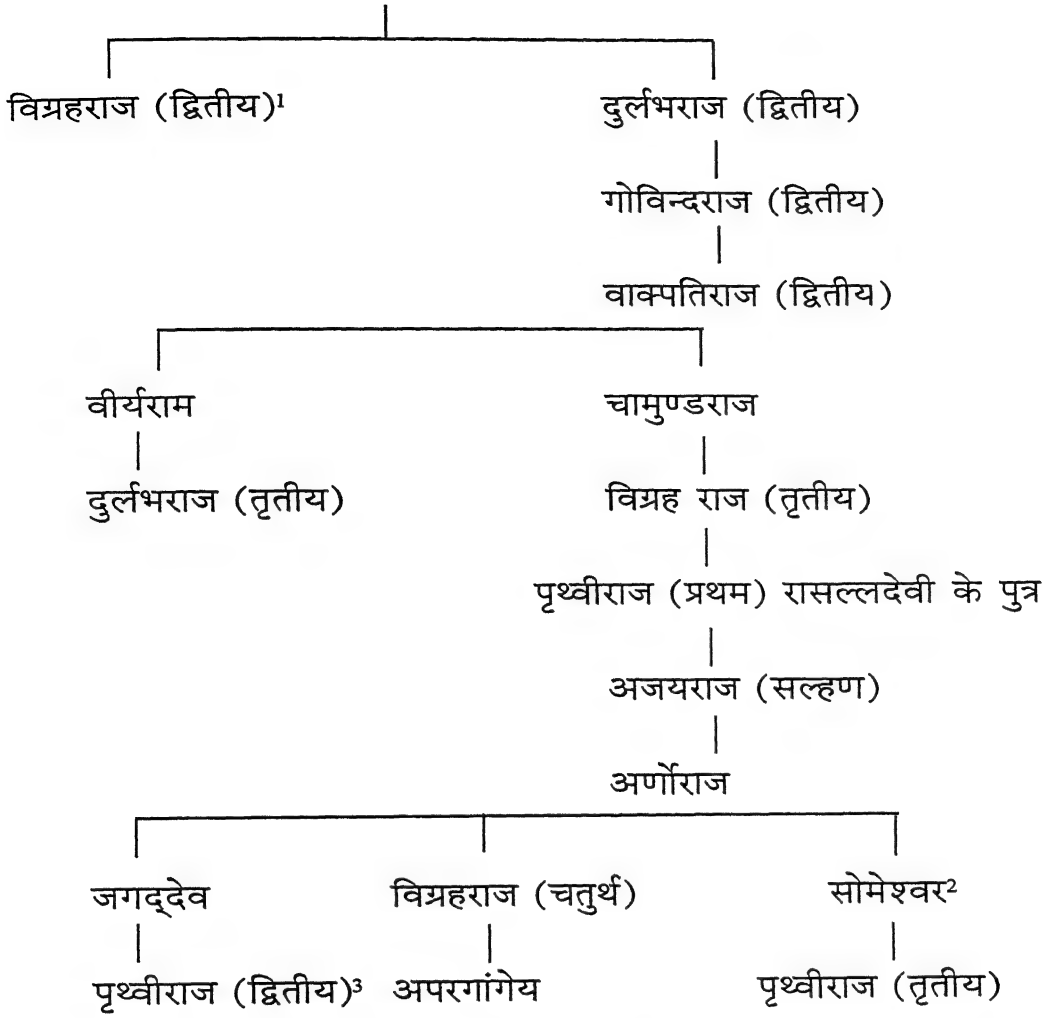 विग्रहराज (द्वितीय)¹ दुर्लभराज (द्वितीय)
गोविन्दराज (द्वितीय)
वाक्पतिराज (द्वितीय)
वीर्यराम चामुण्डराज
दुर्लभराज (तृतीय) विग्रह राज (तृतीय)
पृथ्वीराज (प्रथम) रासल्लदेवी के पुत्र
अजयराज (सल्हण)
अर्णोराज
जगद्देव विग्रहराज (चतुर्थ) सोमेश्वर²
पृथ्वीराज (द्वितीय)³ अपरगांगेय पृथ्वीराज (तृतीय)